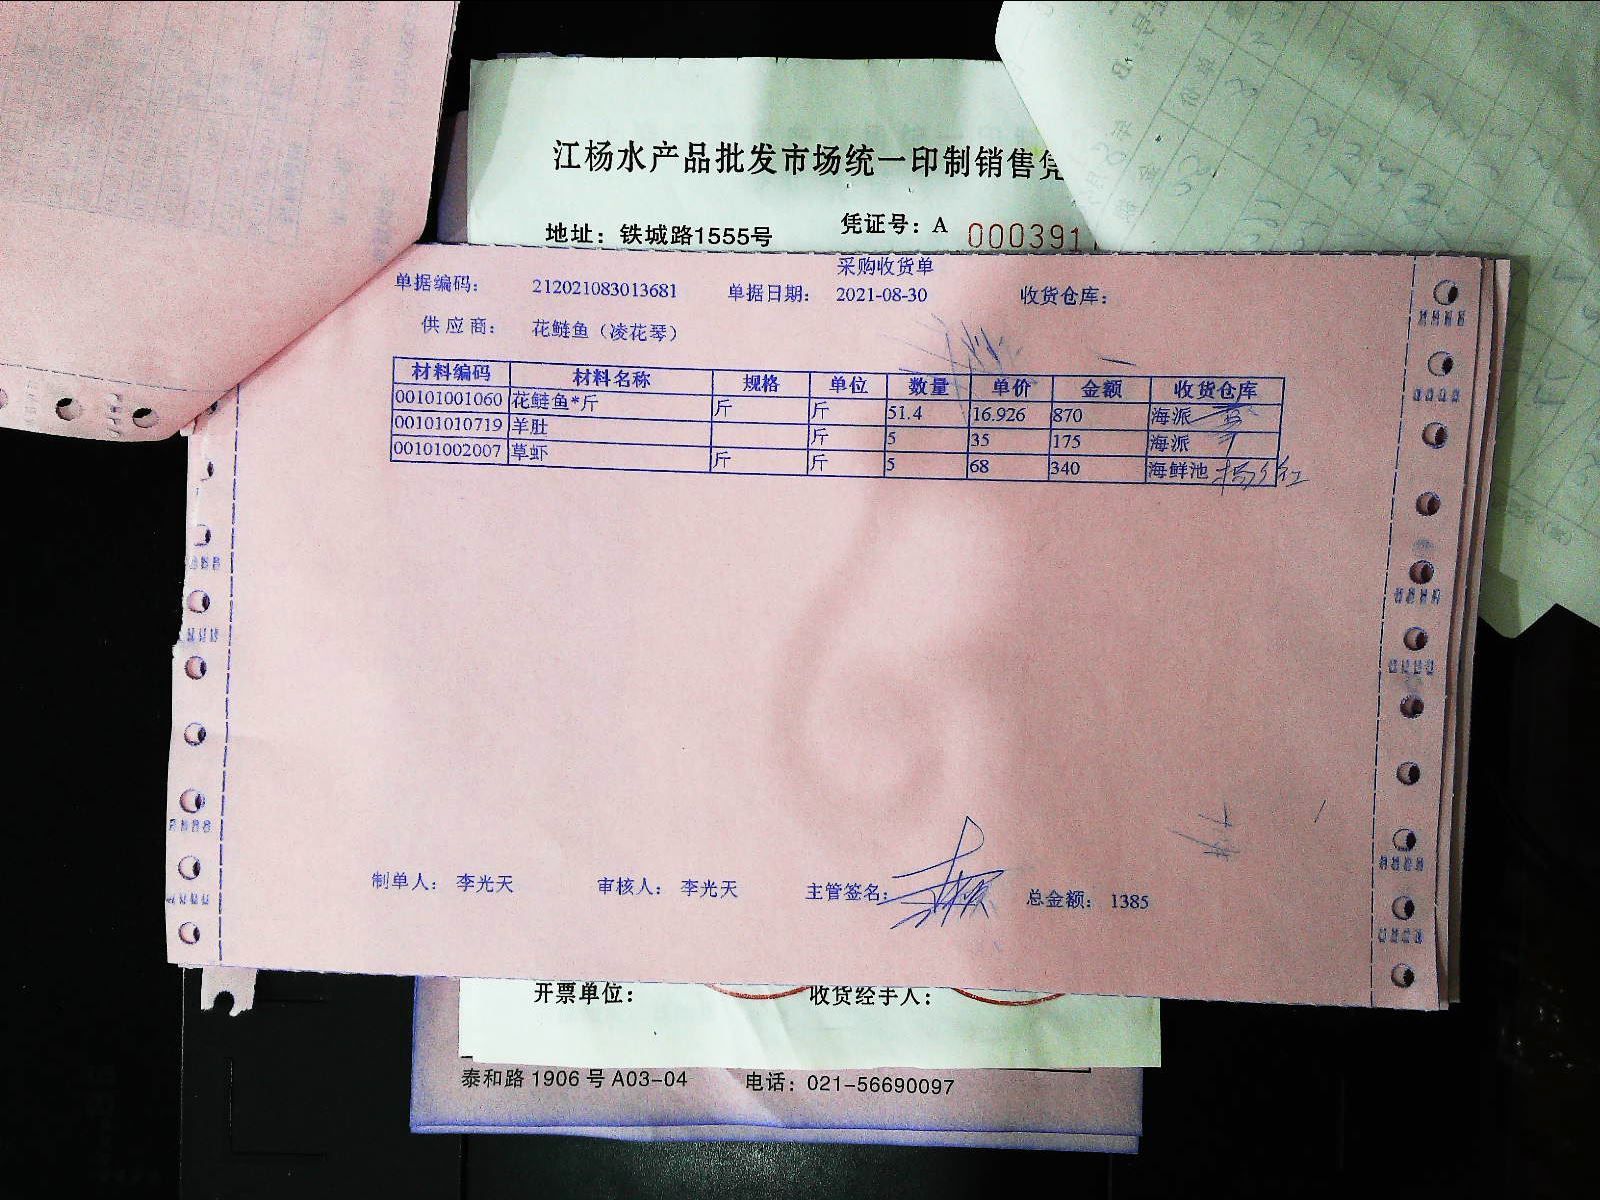 江杨水产品批发市场统一印制销售凭
地址：铁城路1555号 凭证号：A 000391
采购收货单
单据编码： 212021083013681 单据日期： 2021-08-30 收货仓库：
供应商： 花鲢鱼（凌花琴）
材料编码 材料名称 规格 单位 数量 单价 金额 收货仓库
00101001060 花鲢鱼*斤 斤 斤 51.4 16.926 870 海派
00101010719 羊肚 斤 5 35 175 海派
00101002007 草虾 斤 斤 5 68 340 海鲜池
制单人： 李光天 审核人： 李光天 主管签名： 总金额： 1385
开票单位： 收货经手人：
泰和路1906号A03-04 电话：021-56690097